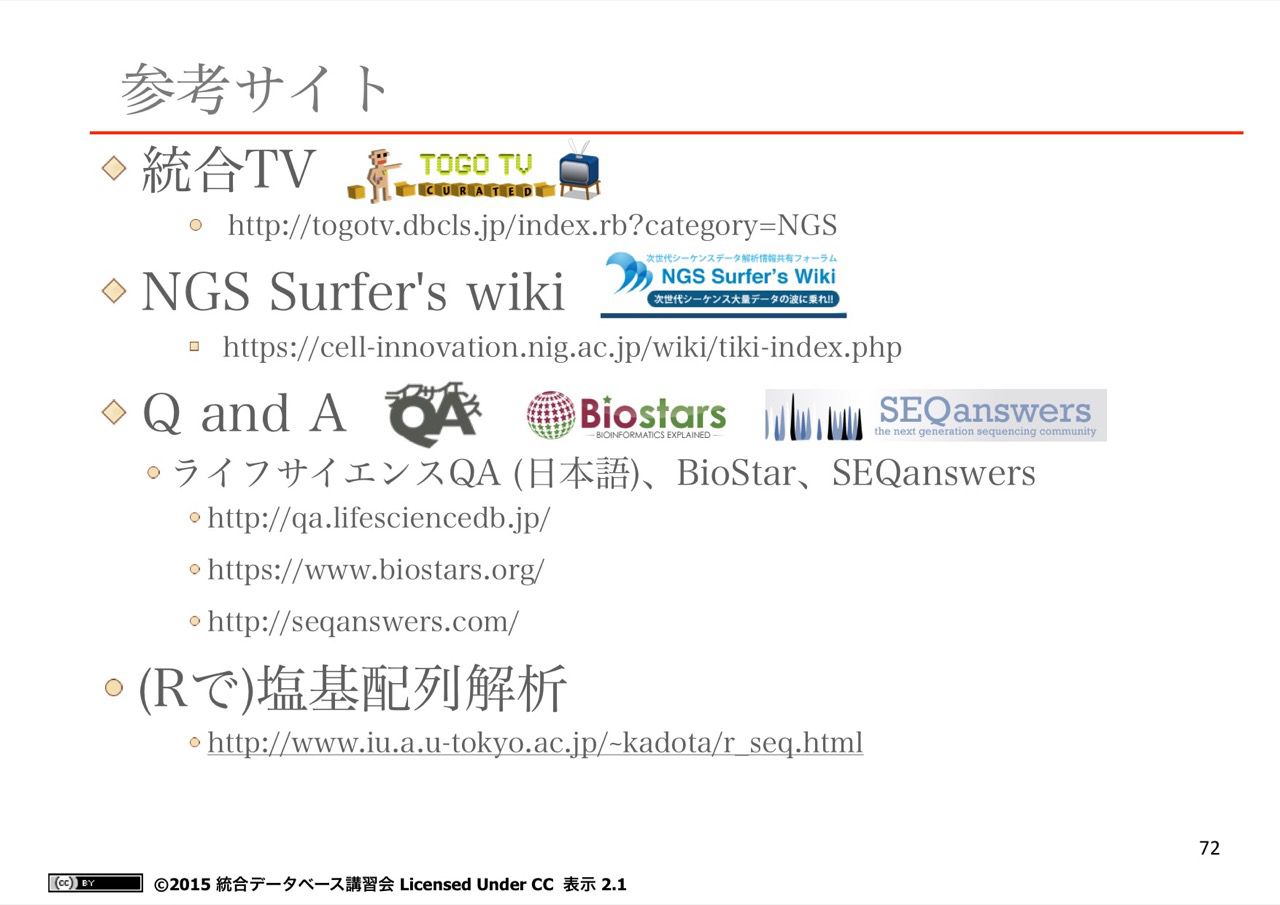 参考サイト
統合TV
TOGO TV
CURATED
http://togotv.dbcls.jp/index.rb?category=NGS
NGS Surfer's wiki
次世代シーケンスデータ解析情報共有フォーラム
NGS Surfer's Wiki
次世代シーケンス大量データの波に乗れ!!
https://cell-innovation.nig.ac.jp/wiki/tiki-index.php
Q and A
ライフサイエンス
QA
Biostars
BIOINFORMATICS EXPLAINED
SEQanswers
the next generation sequencing community
ライフサイエンスQA (日本語)、BioStar、SEQanswers
http://qa.lifesciencedb.jp/
https://www.biostars.org/
http://seqanswers.com/
(Rで)塩基配列解析
http://www.iu.a.u-tokyo.ac.jp/~kadota/r_seq.html
72
cc BY
©2015 統合データベース講習会 Licensed Under CC 表示 2.1